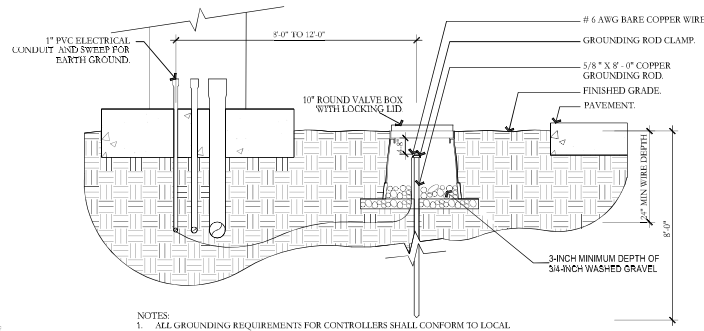 8'-0" TO 12'-0"
# 6 AWG BARE COPPER WIRE
1" PVC ELECTRICAL
CONDUIT AND SWEEP FOR
EARTH GROUND.
GROUNDING ROD CLAMP.
5/8 " X 8' - 0" COPPER
GROUNDING ROD.
10" ROUND VALVE BOX
WITH LOCKING LID.
FINISHED GRADE.
PAVEMENT.
24" MIN WIRE DEPTH
8'-0"
3-INCH MINIMUM DEPTH OF
3/4-INCH WASHED GRAVEL
NOTES:
1. ALL GROUNDING REQUIREMENTS FOR CONTROLLERS SHALL CONFORM TO LOCAL